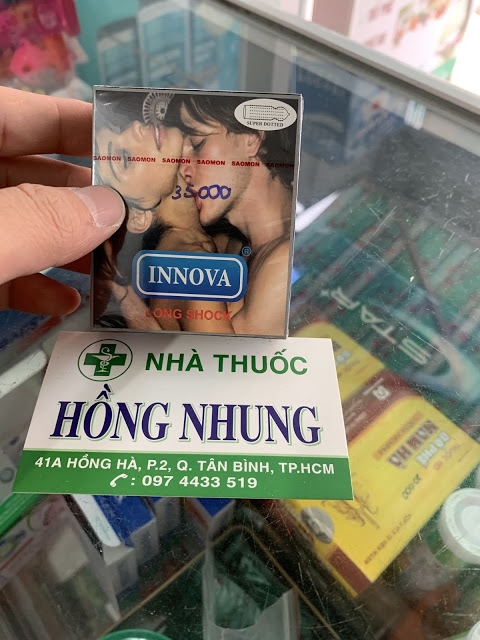 SUPER DOTTED
SAOMON SAOMON SAOMON SAOMON SAOMON
35000
INNOVA®
LONG SHOCK
NHÀ THUỐC
HỒNG NHUNG
41A HỒNG HÀ, P.2, Q. TÂN BÌNH, TP.HCM
: 097 4433 519
STAR